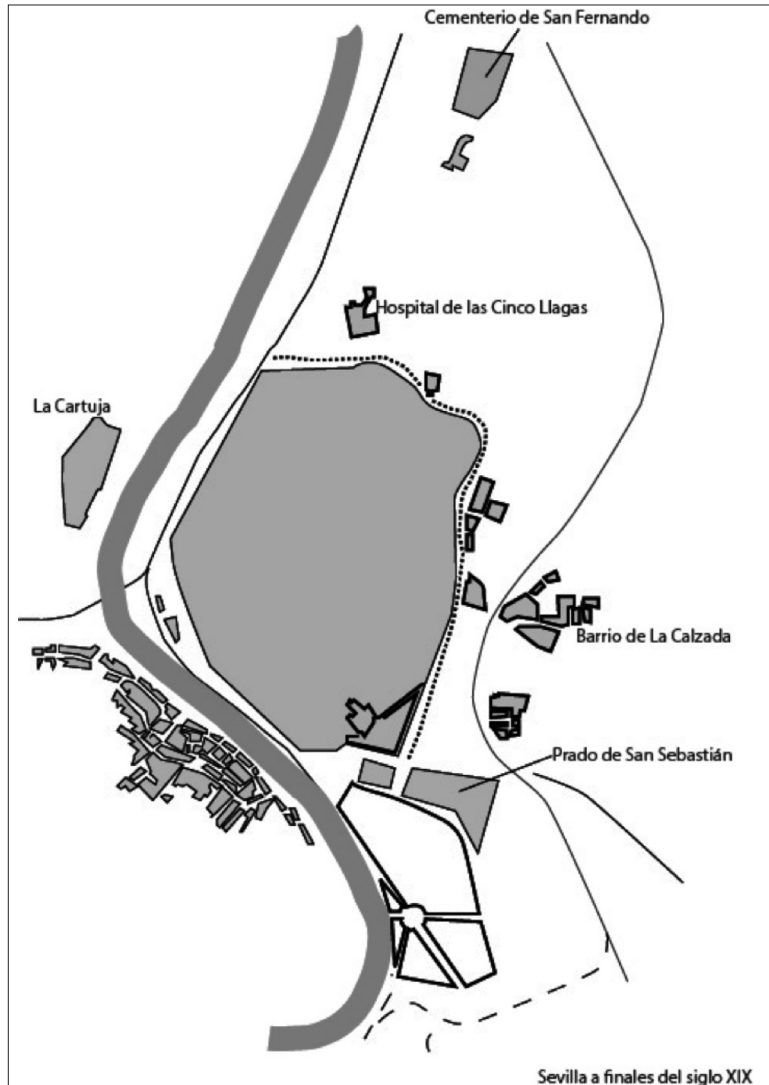 Cementerio de San Fernando
Hospital de las Cinco Llagas
La Cartuja
Barrio de La Calzada
Prado de San Sebastián
Sevilla a finales del siglo XIX